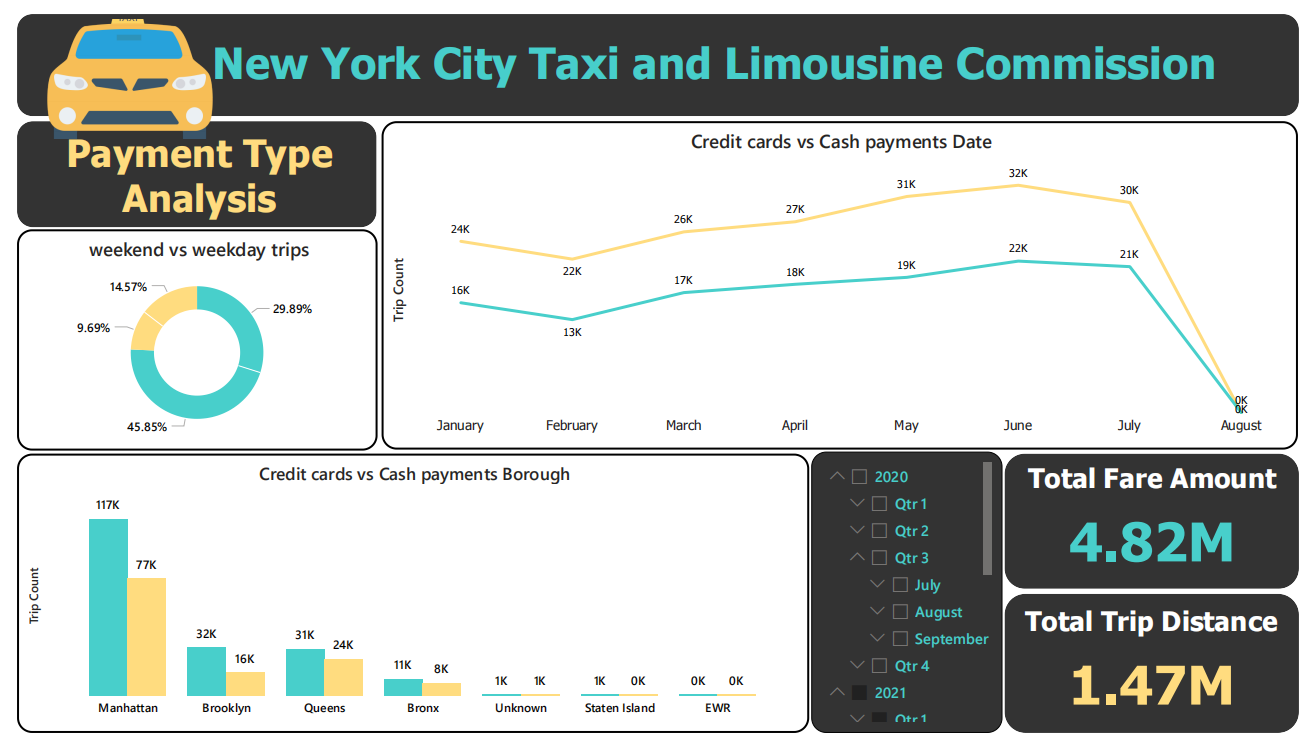 TAXI
New York City Taxi and Limousine Commission
Payment Type
Analysis
weekend vs weekday trips
14.57%
29.89%
9.69%
45.85%
Credit cards vs Cash payments Date
Trip Count
24K
22K
26K
27K
31K
32K
30K
16K
13K
17K
18K
19K
22K
21K
0K
0K
January February March April May June July August
Credit cards vs Cash payments Borough
Trip Count
117K 77K 32K 16K 31K 24K 11K 8K 1K 1K 1K 0K 0K 0K
Manhattan Brooklyn Queens Bronx Unknown Staten Island EWR
2020
Qtr 1
Qtr 2
Qtr 3
July
August
September
Qtr 4
2021
Qtr 1
Total Fare Amount
4.82M
Total Trip Distance
1.47M